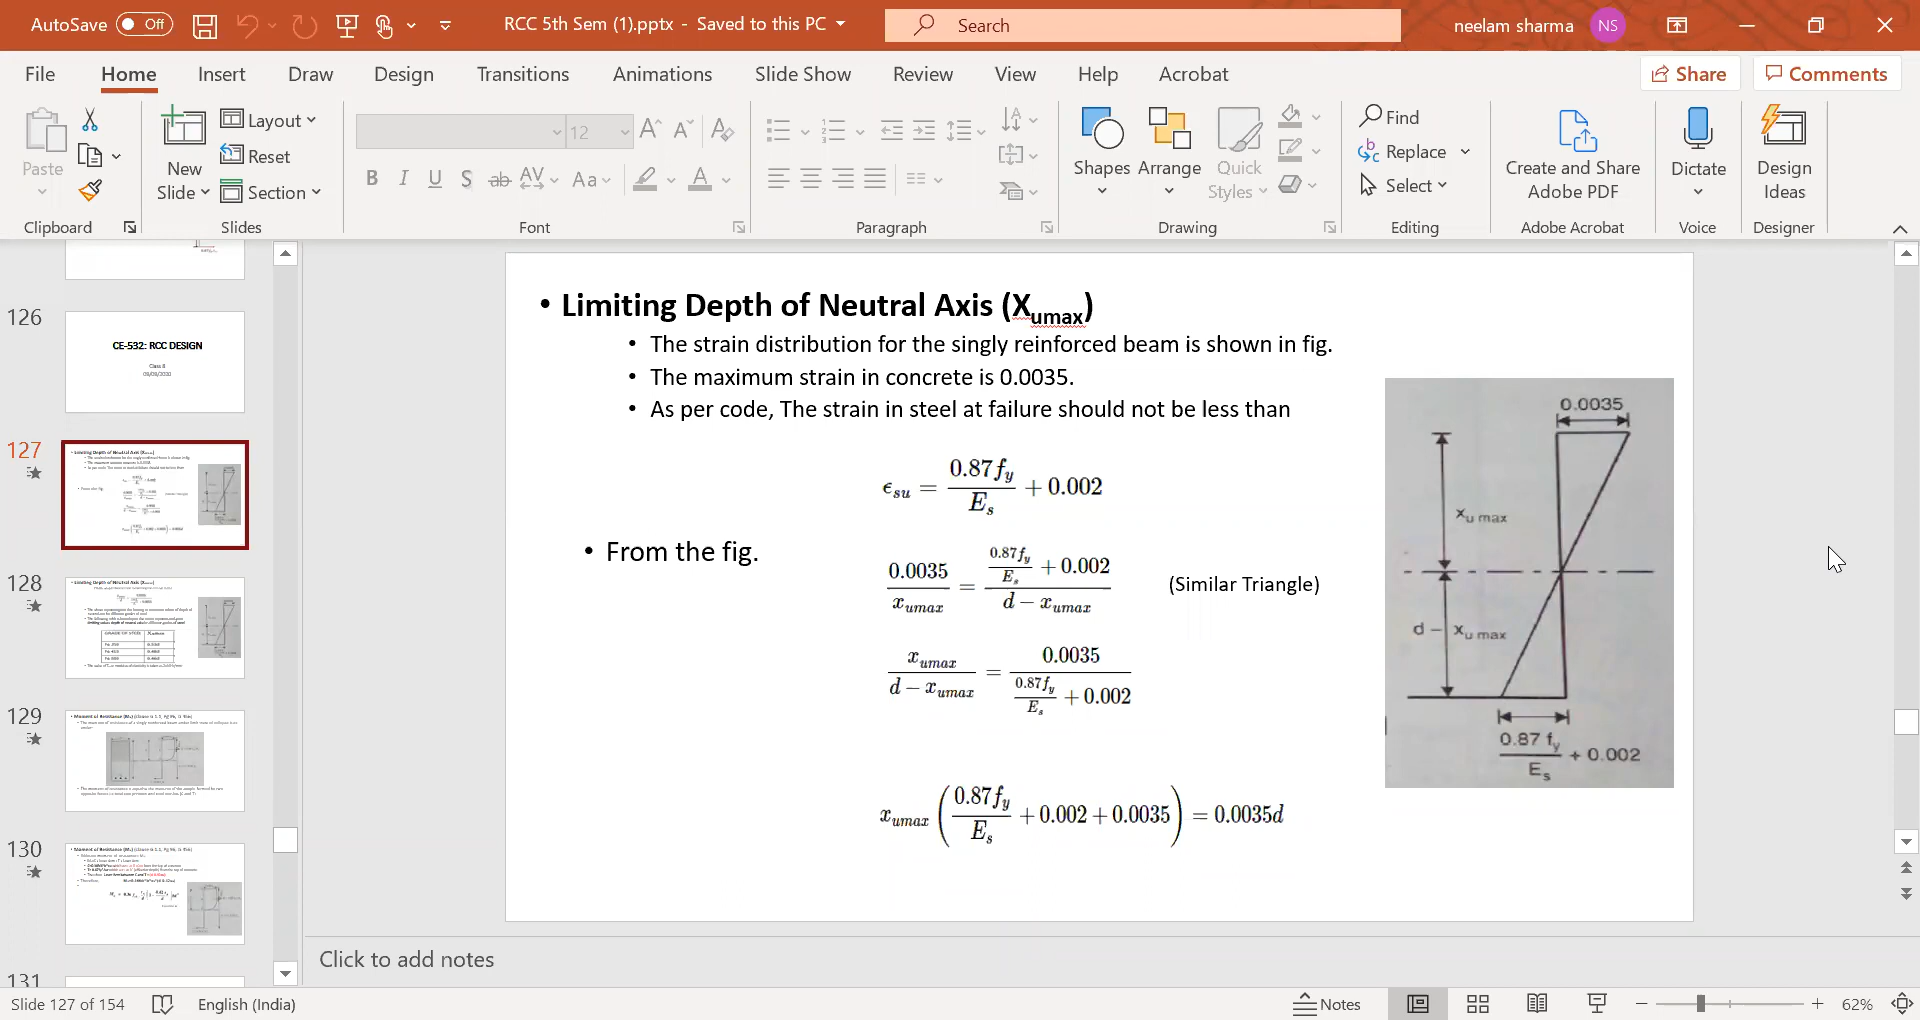 AutoSave Off
RCC 5th Sem (1).pptx - Saved to this PC
Search
neelam sharma NS
File Home Insert Draw Design Transitions Animations Slide Show Review View Help Acrobat Share Comments
Paste
Clipboard
New Slide
Layout
Reset
Section
Slides
12
Font
Paragraph
Shapes
Arrange
Quick Styles
Drawing
Find
Replace
Select
Editing
Create and Share Adobe PDF
Adobe Acrobat
Dictate
Voice
Design Ideas
Designer
126
CE-532: RCC DESIGN
Class 8
127
128
129
130
131
• Limiting Depth of Neutral Axis (Xumax)
• The strain distribution for the singly reinforced beam is shown in fig.
• The maximum strain in concrete is 0.0035.
• As per code, The strain in steel at failure should not be less than
ϵsu = 0.87fy/Es + 0.002
• From the fig.
0.0035/xumax = (0.87fy/Es + 0.002)/(d − xumax)
(Similar Triangle)
xumax/(d − xumax) = 0.0035/(0.87fy/Es + 0.002)
xumax (0.87fy/Es + 0.002 + 0.0035) = 0.0035d
0.0035
xu max
d − xu max
0.87 fy/Es + 0.002
Click to add notes
Slide 127 of 154
English (India)
Notes
62%